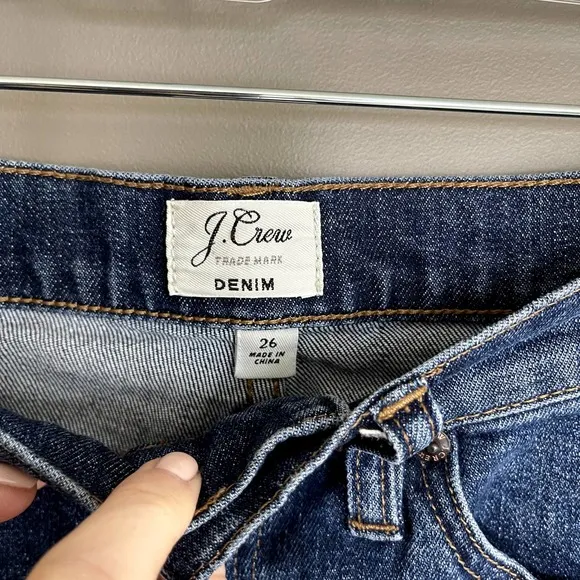 J.Crew
TRADE MARK
DENIM
26
MADE IN
CHINA